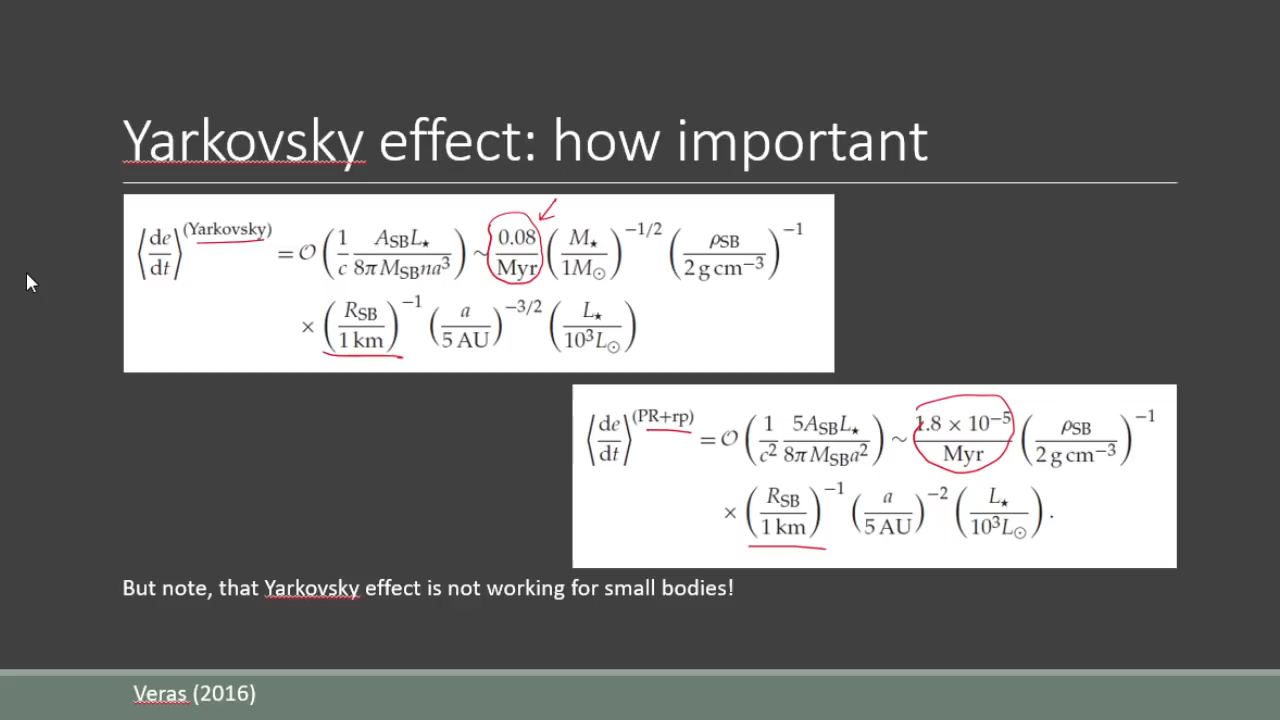 Yarkovsky effect: how important
⟨de/dt⟩^(Yarkovsky) = 𝒪 (1/c A_SB L⋆ / 8π M_SB n a³) ~ 0.08/Myr (M⋆/1M⊙)^−1/2 (ρ_SB/2 g cm^−3)^−1
× (R_SB/1 km)^−1 (a/5 AU)^−3/2 (L⋆/10³L⊙)
⟨de/dt⟩^(PR+rp) = 𝒪 (1/c² 5A_SB L⋆ / 8π M_SB a²) ~ 1.8 × 10^−5/Myr (ρ_SB/2 g cm^−3)^−1
× (R_SB/1 km)^−1 (a/5 AU)^−2 (L⋆/10³L⊙).
But note, that Yarkovsky effect is not working for small bodies!
Veras (2016)